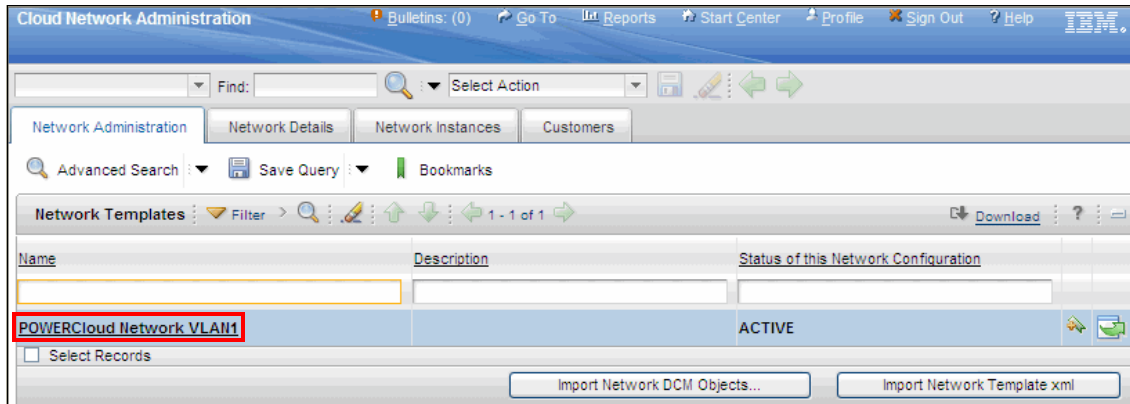 Cloud Network Administration Bulletins: (0) Go To Reports Start Center Profile Sign Out Help IBM.
Find: Select Action
Network Administration Network Details Network Instances Customers
Advanced Search Save Query Bookmarks
Network Templates Filter 1 - 1 of 1 Download ?
Name Description Status of this Network Configuration
POWERCloud Network VLAN1 ACTIVE
Select Records
Import Network DCM Objects... Import Network Template xml